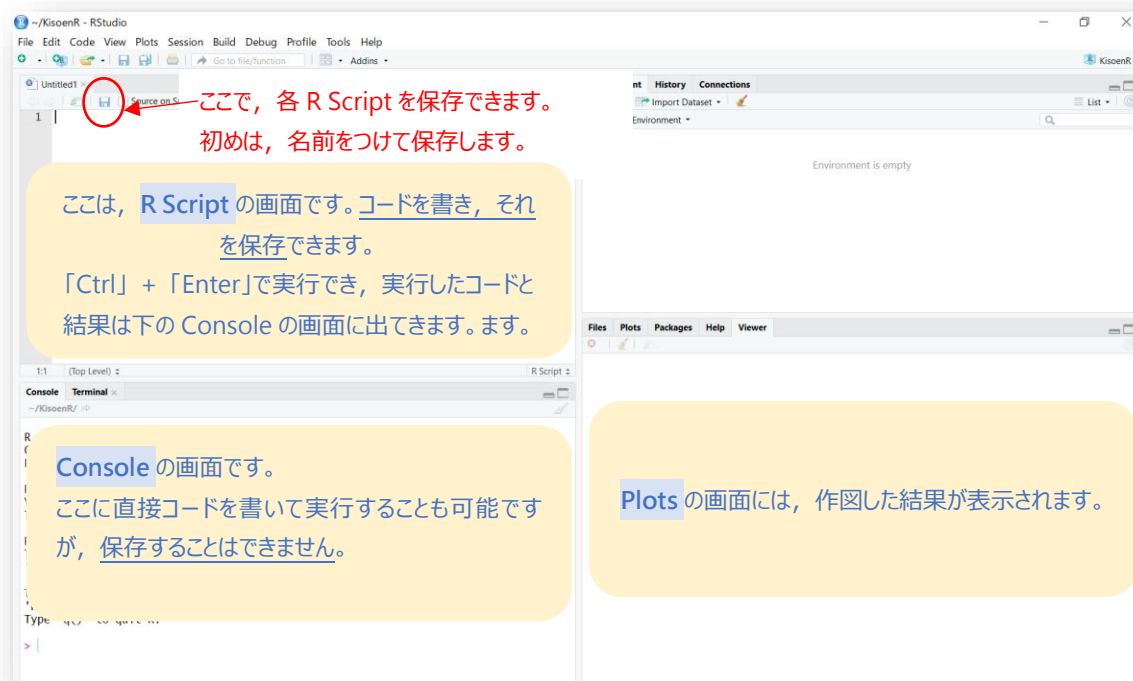 ~/KisoenR - RStudio
File Edit Code View Plots Session Build Debug Profile Tools Help
Go to file/function Addins
KisoenR
Untitled1
Source on S
1
ここで，各 R Script を保存できます。
初めは，名前をつけて保存します。
nt History Connections
Import Dataset
List
Environment
Environment is empty
ここは，R Script の画面です。コードを書き，それ
を保存できます。
「Ctrl」+「Enter」で実行でき，実行したコードと
結果は下の Console の画面に出てきます。ます。
1:1 (Top Level) R Script
Files Plots Packages Help Viewer
Console Terminal
~/KisoenR/
R
Console の画面です。
ここに直接コードを書いて実行することも可能です
が，保存することはできません。
Type
to quit R.
>
Plots の画面には，作図した結果が表示されます。